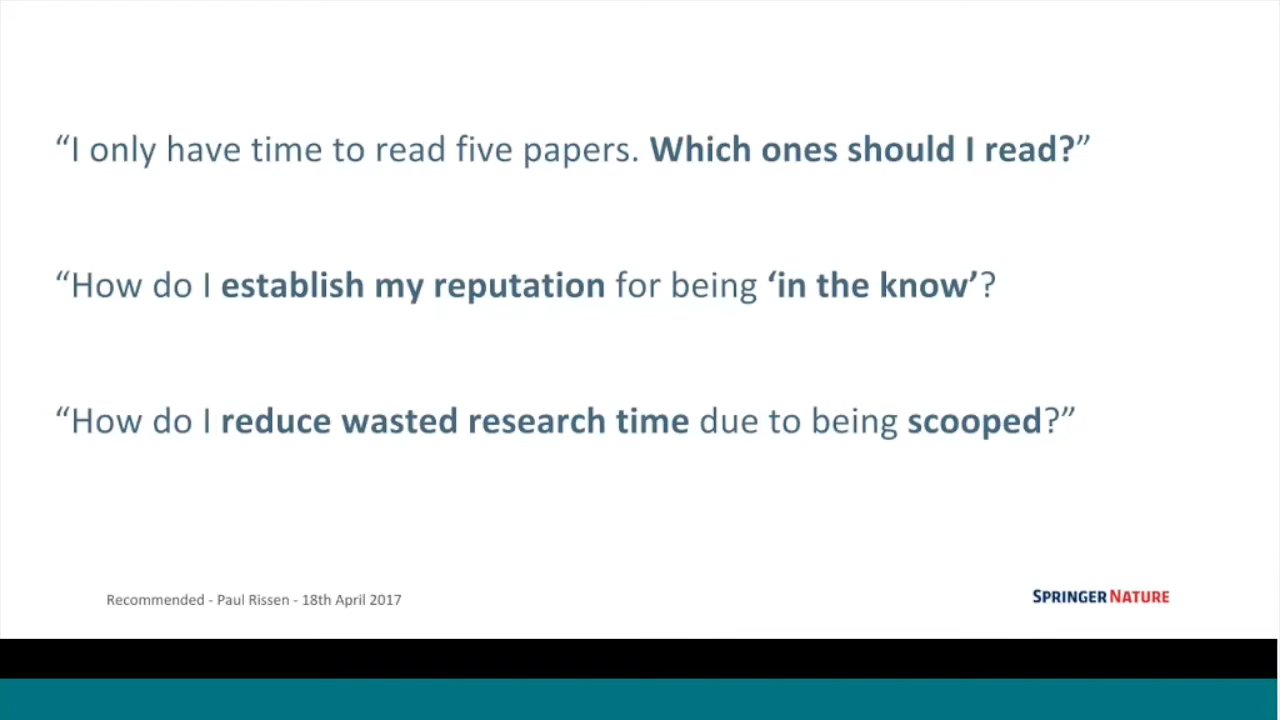 “I only have time to read five papers. Which ones should I read?”
“How do I establish my reputation for being ‘in the know’?
“How do I reduce wasted research time due to being scooped?”
Recommended - Paul Rissen - 18th April 2017
SPRINGER NATURE